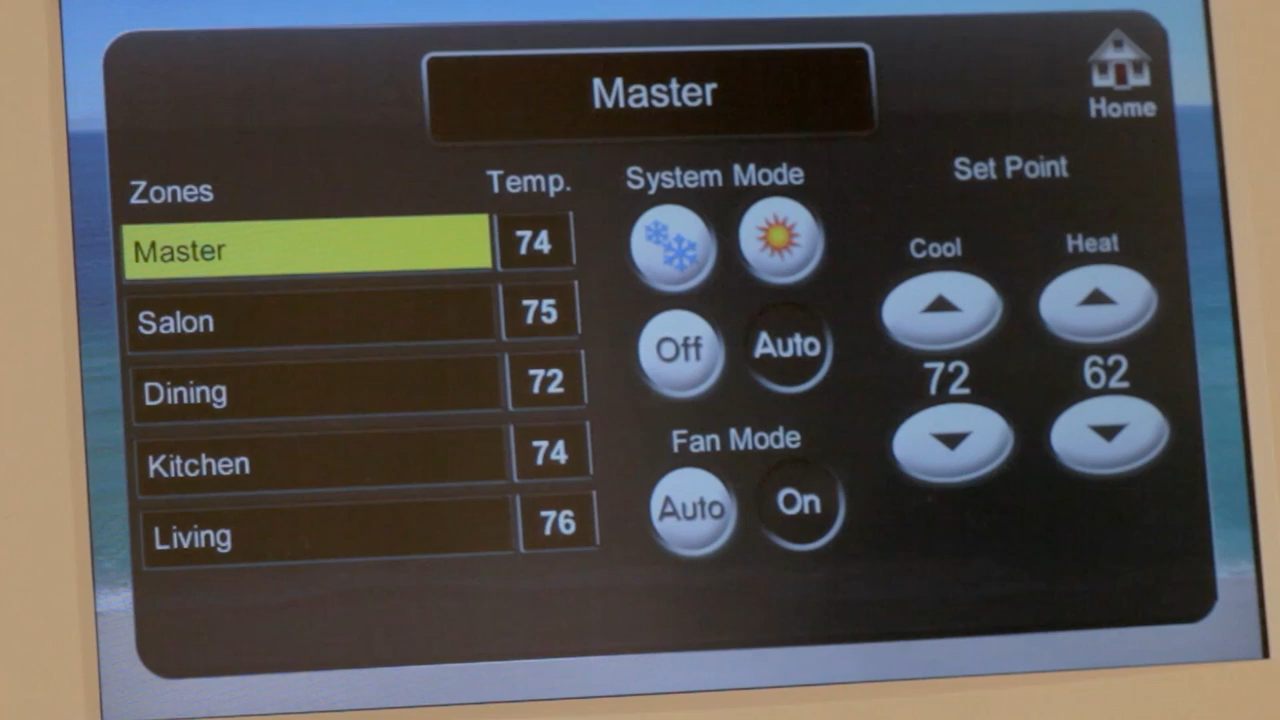 Master
Home
Zones
Temp.
Master 74
Salon 75
Dining 72
Kitchen 74
Living 76
System Mode
Off
Auto
Fan Mode
Auto
On
Set Point
Cool
Heat
72
62